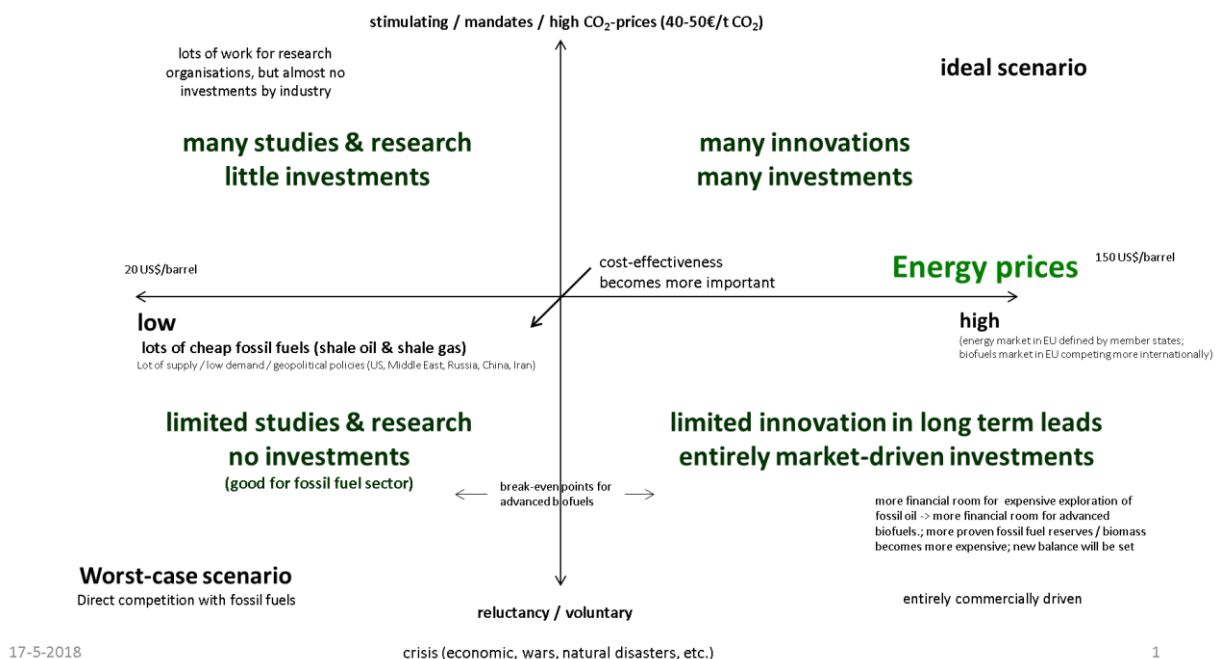 stimulating / mandates / high CO₂-prices (40-50€/t CO₂)
lots of work for research
organisations, but almost no
investments by industry
ideal scenario
many studies & research
little investments
many innovations
many investments
20 US$/barrel
cost-effectiveness
becomes more important
Energy prices
150 US$/barrel
low
lots of cheap fossil fuels (shale oil & shale gas)
Lot of supply / low demand / geopolitical policies (US, Middle East, Russia, China, Iran)
high
(energy market in EU defined by member states;
biofuels market in EU competing more internationally)
limited studies & research
no investments
(good for fossil fuel sector)
limited innovation in long term leads
entirely market-driven investments
break-even points for
advanced biofuels
more financial room for expensive exploration of
fossil oil -> more financial room for advanced
biofuels.; more proven fossil fuel reserves / biomass
becomes more expensive; new balance will be set
Worst-case scenario
Direct competition with fossil fuels
reluctancy / voluntary
entirely commercially driven
17-5-2018
crisis (economic, wars, natural disasters, etc.)
1